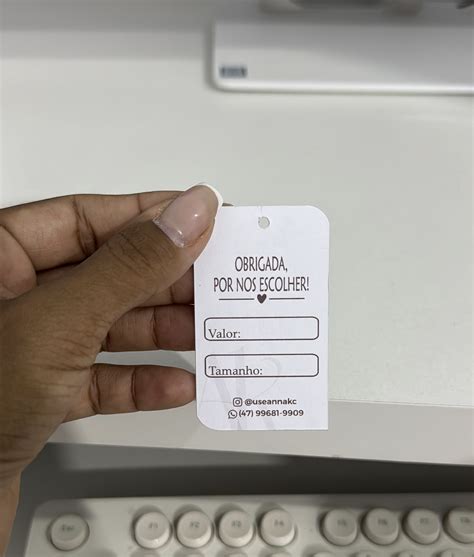 OBRIGADA,
POR NOS ESCOLHER!
Valor:
Tamanho:
@useannakc
(47) 99681-9909